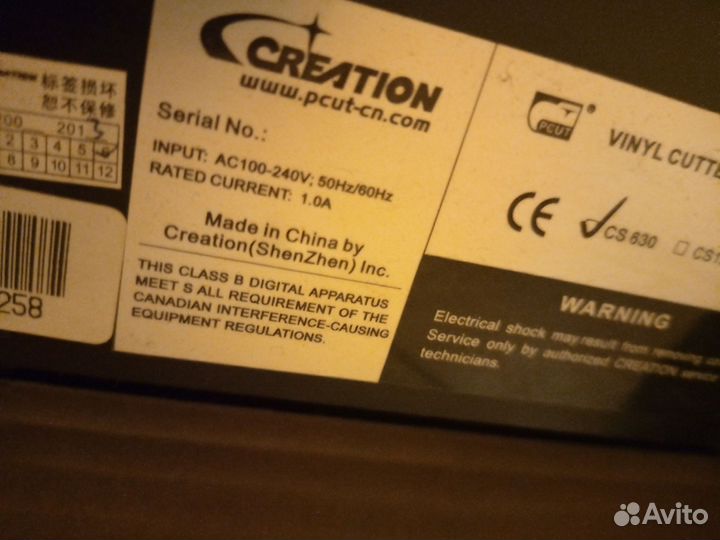 标签损坏
恕不保修
2013
2 3 4 5 6
8 9 10 11 12
258
CREATION
www.pcut-cn.com
Serial No.:
INPUT: AC100-240V; 50Hz/60Hz
RATED CURRENT: 1.0A
Made in China by
Creation(ShenZhen) Inc.
THIS CLASS B DIGITAL APPARATUS
MEET S ALL REQUIREMENT OF THE
CANADIAN INTERFERENCE-CAUSING
EQUIPMENT REGULATIONS.
PCUT ®
VINYL CUTTE
CE
CS 630
WARNING
Electrical shock may result from removing
Service only by authorized CREATION service
technicians.
Avito